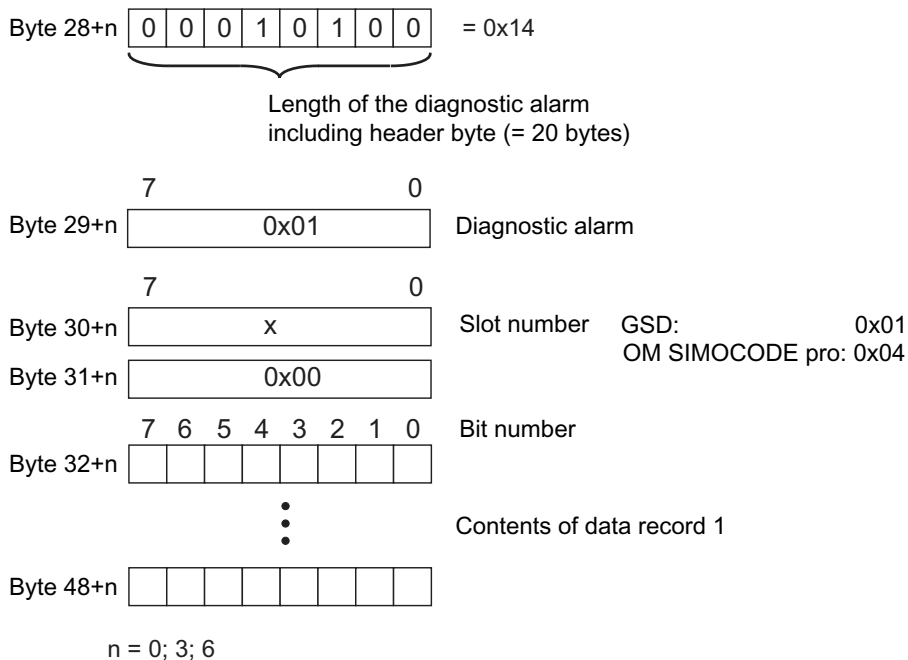 Byte 28+n 0 0 0 1 0 1 0 0 = 0x14
Length of the diagnostic alarm
including header byte (= 20 bytes)
7 0
Byte 29+n 0x01 Diagnostic alarm
7 0
Byte 30+n x Slot number GSD: 0x01
OM SIMOCODE pro: 0x04
Byte 31+n 0x00
7 6 5 4 3 2 1 0 Bit number
Byte 32+n
Contents of data record 1
Byte 48+n
n = 0; 3; 6